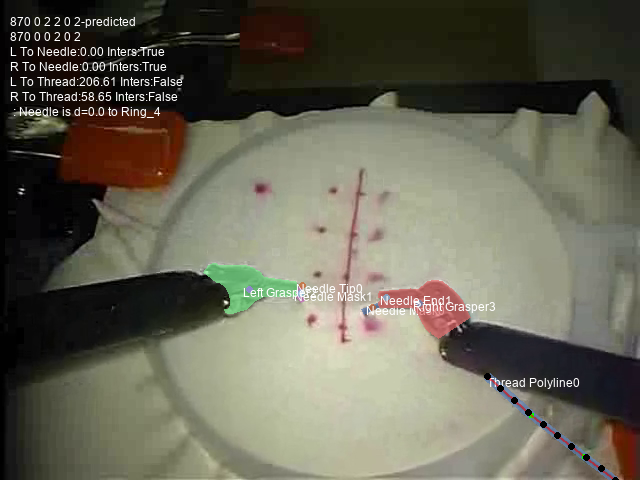 870 0 2 2 0 2-predicted
870 0 0 2 0 2
L To Needle:0.00 Inters:True
R To Needle:0.00 Inters:True
L To Thread:206.61 Inters:False
R To Thread:58.65 Inters:False
: Needle is d=0.0 to Ring_4
Needle Tip0
Left Grasper
Needle Mask1
Needle End1
Right Grasper3
Needle
Thread Polyline0